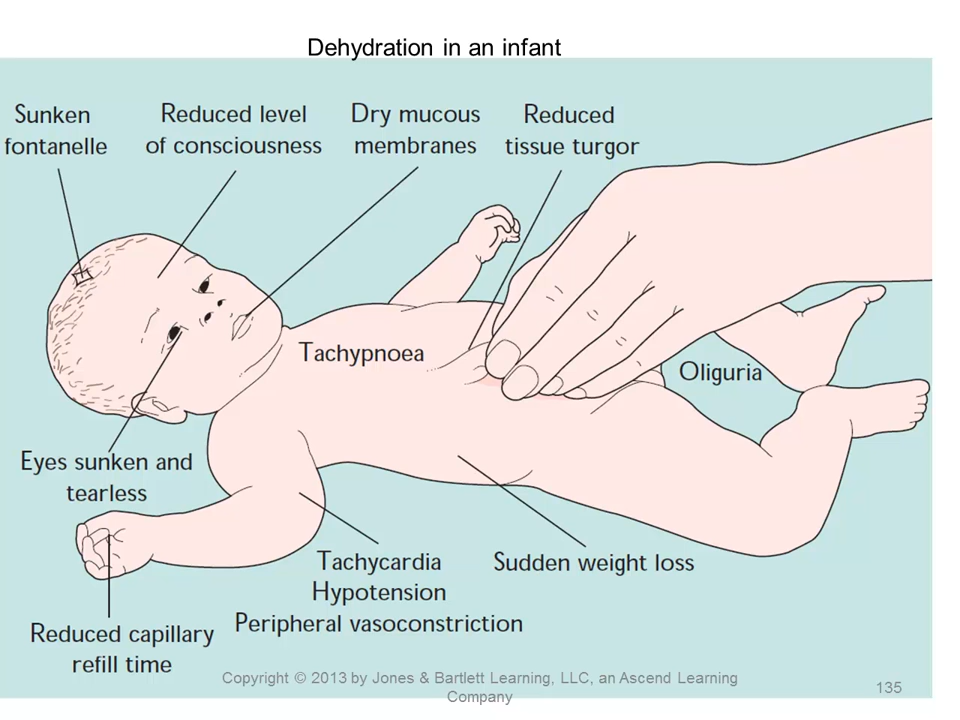 Dehydration in an infant
Sunken
fontanelle
Reduced level
of consciousness
Dry mucous
membranes
Reduced
tissue turgor
Tachypnoea
Oliguria
Eyes sunken and
tearless
Tachycardia
Hypotension
Peripheral vasoconstriction
Sudden weight loss
Reduced capillary
refill time
Copyright © 2013 by Jones & Bartlett Learning, LLC, an Ascend Learning
Company
135